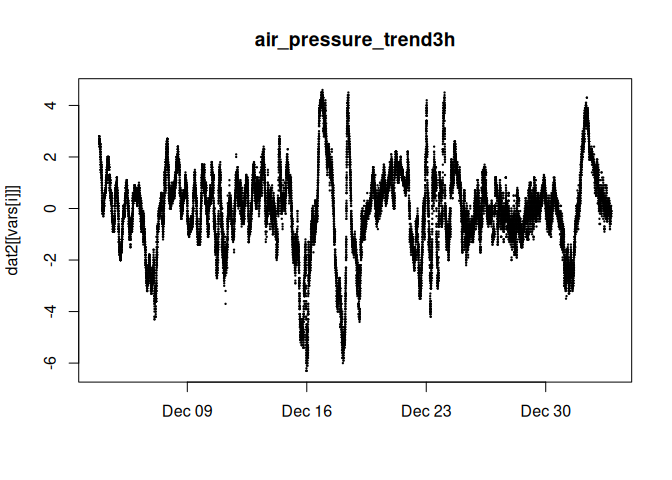 air_pressure_trend3h
dat2[[vars[i]]]
4
2
0
-2
-4
-6
Dec 09
Dec 16
Dec 23
Dec 30